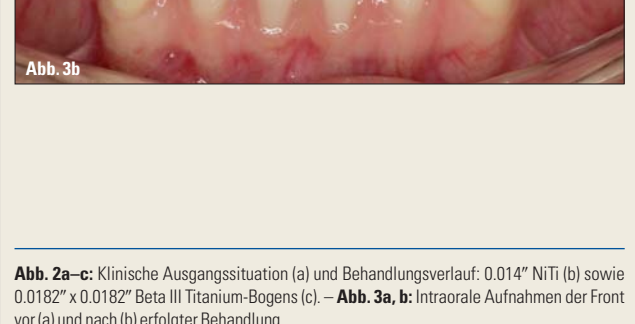 Abb. 3b
Abb. 2a–c: Klinische Ausgangssituation (a) und Behandlungsverlauf: 0.014″ NiTi (b) sowie
0.0182″ x 0.0182″ Beta III Titanium-Bogens (c). – Abb. 3a, b: Intraorale Aufnahmen der Front
vor (a) und nach (b) erfolgter Behandlung.